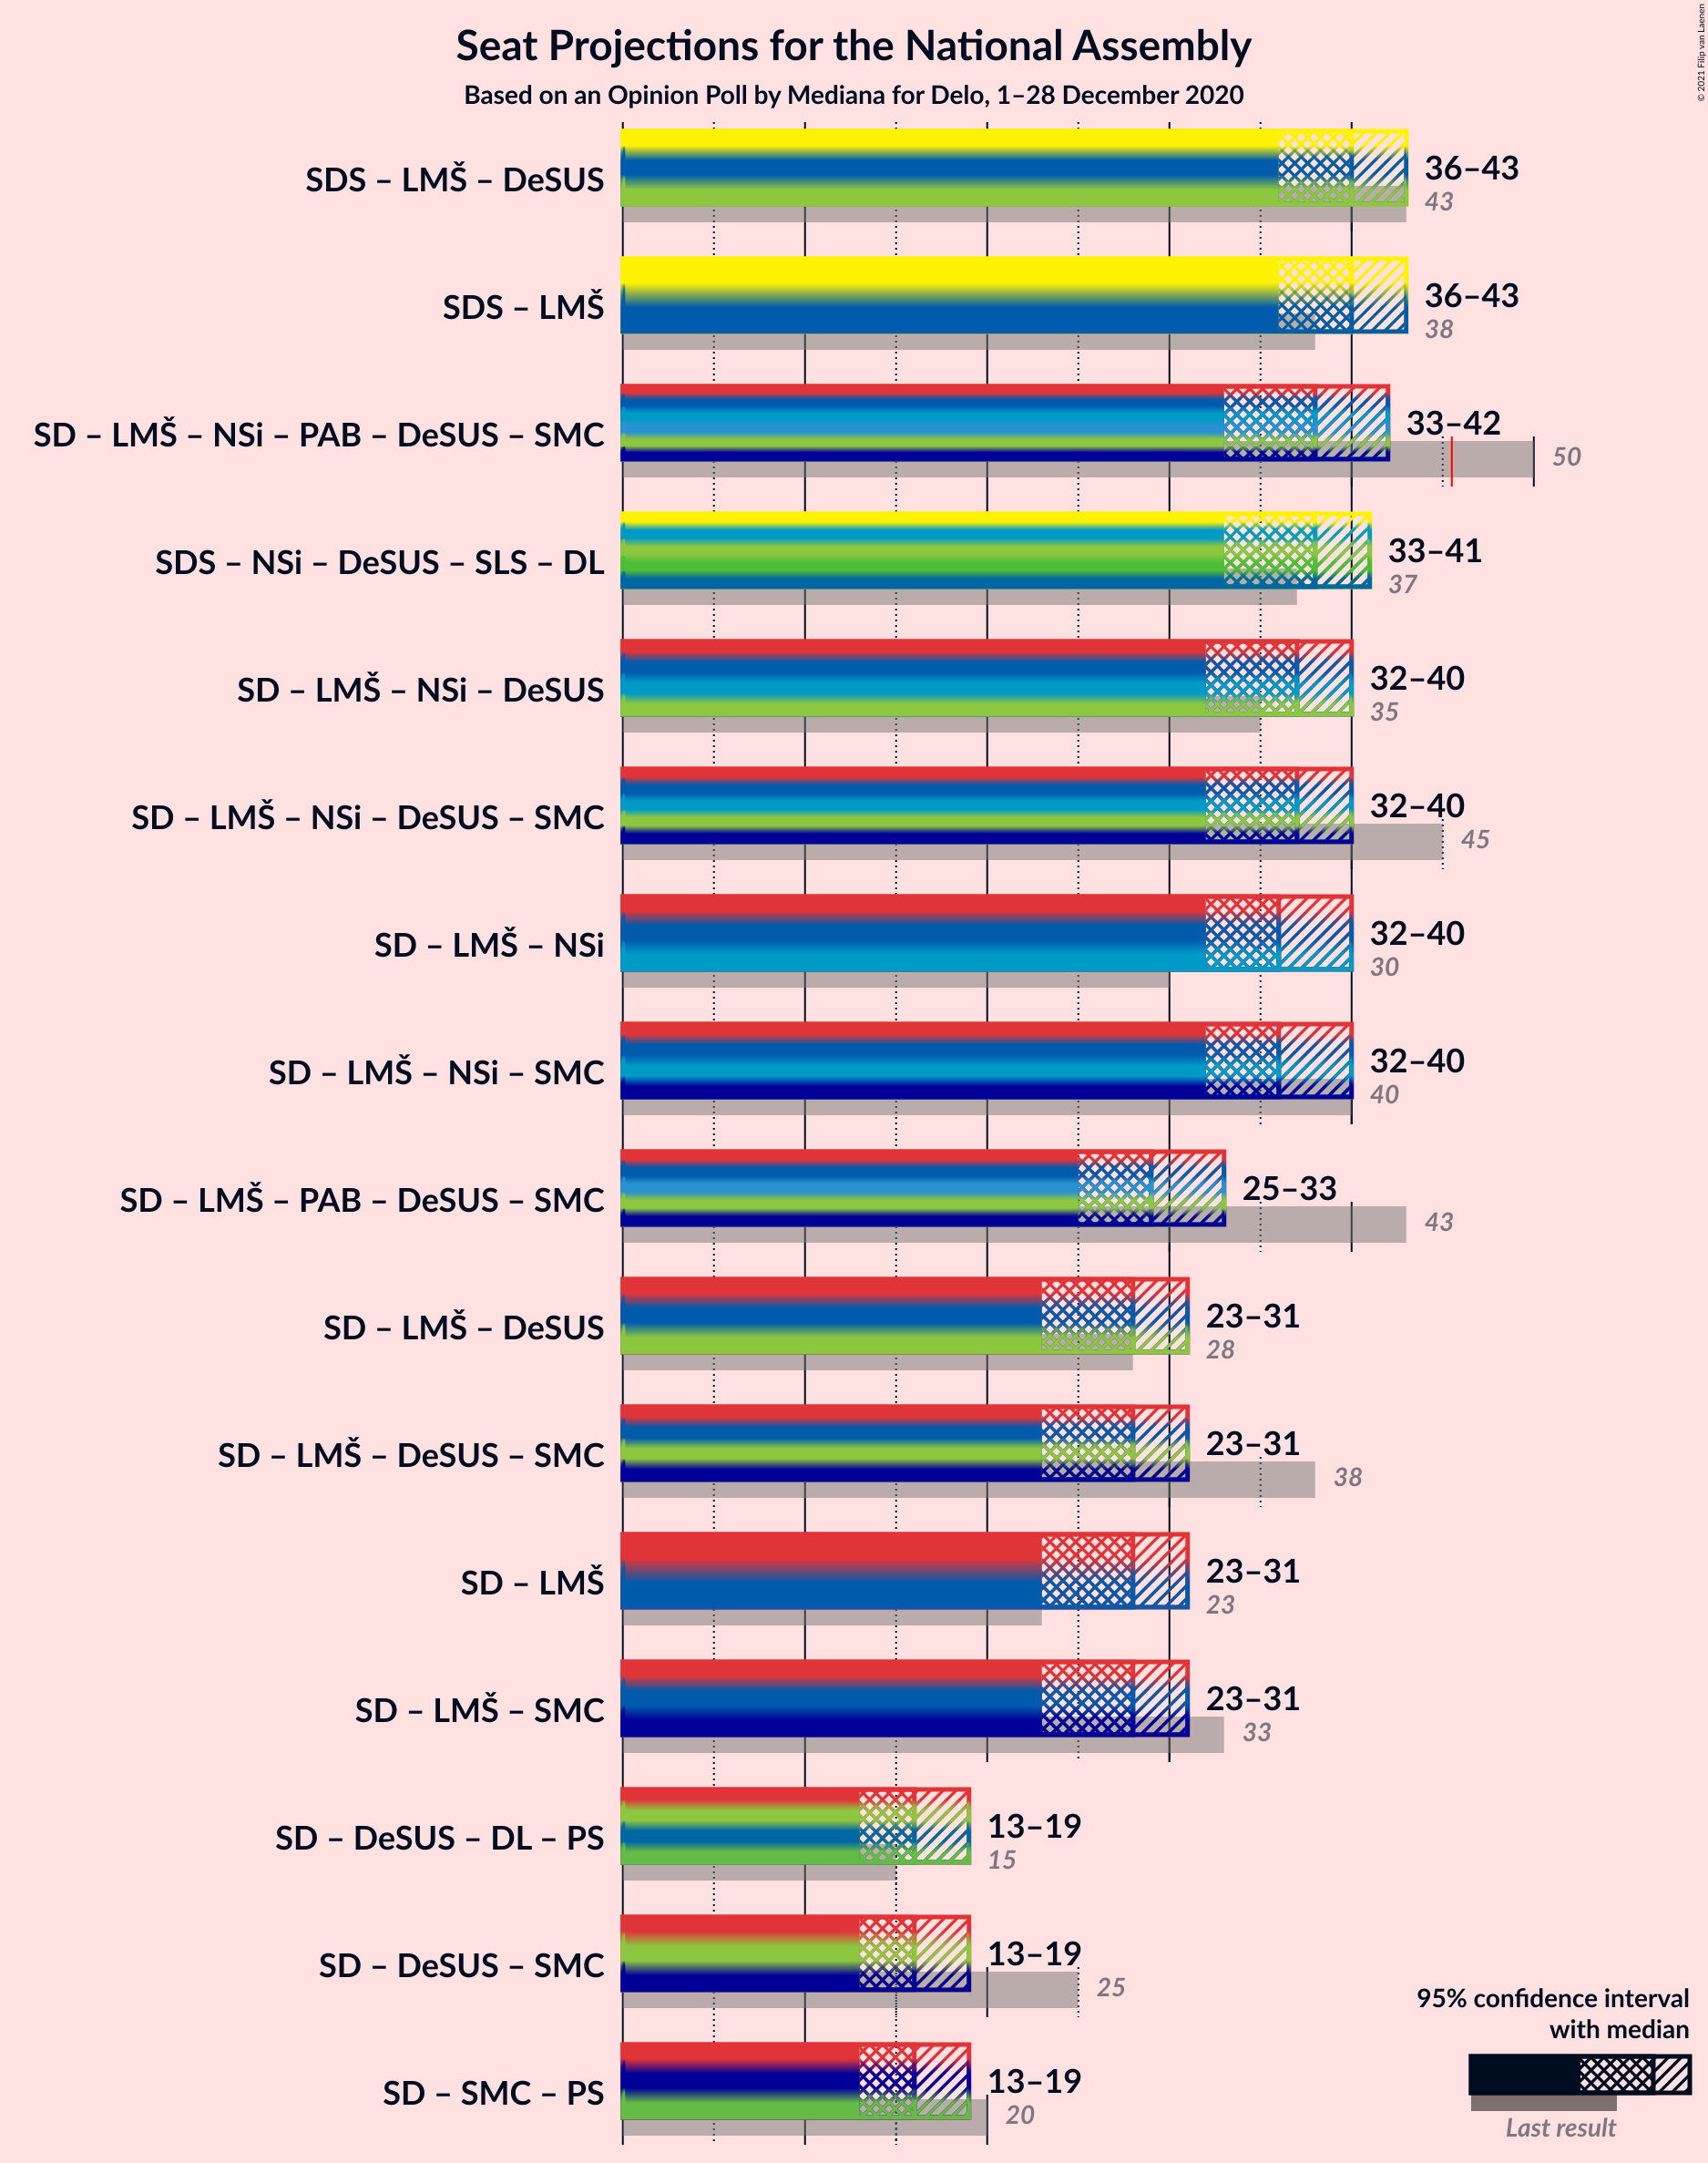 © 2021 Filip van Laenen
Seat Projections for the National Assembly
Based on an Opinion Poll by Mediana for Delo, 1–28 December 2020
SDS – LMŠ – DeSUS
36–43
43
SDS – LMŠ
36–43
38
SD – LMŠ – NSi – PAB – DeSUS – SMC
33–42
50
SDS – NSi – DeSUS – SLS – DL
33–41
37
SD – LMŠ – NSi – DeSUS
32–40
35
SD – LMŠ – NSi – DeSUS – SMC
32–40
45
SD – LMŠ – NSi
32–40
30
SD – LMŠ – NSi – SMC
32–40
40
SD – LMŠ – PAB – DeSUS – SMC
25–33
43
SD – LMŠ – DeSUS
23–31
28
SD – LMŠ – DeSUS – SMC
23–31
38
SD – LMŠ
23–31
23
SD – LMŠ – SMC
23–31
33
SD – DeSUS – DL – PS
13–19
15
SD – DeSUS – SMC
13–19
25
SD – SMC – PS
13–19
20
95% confidence interval
with median
Last result